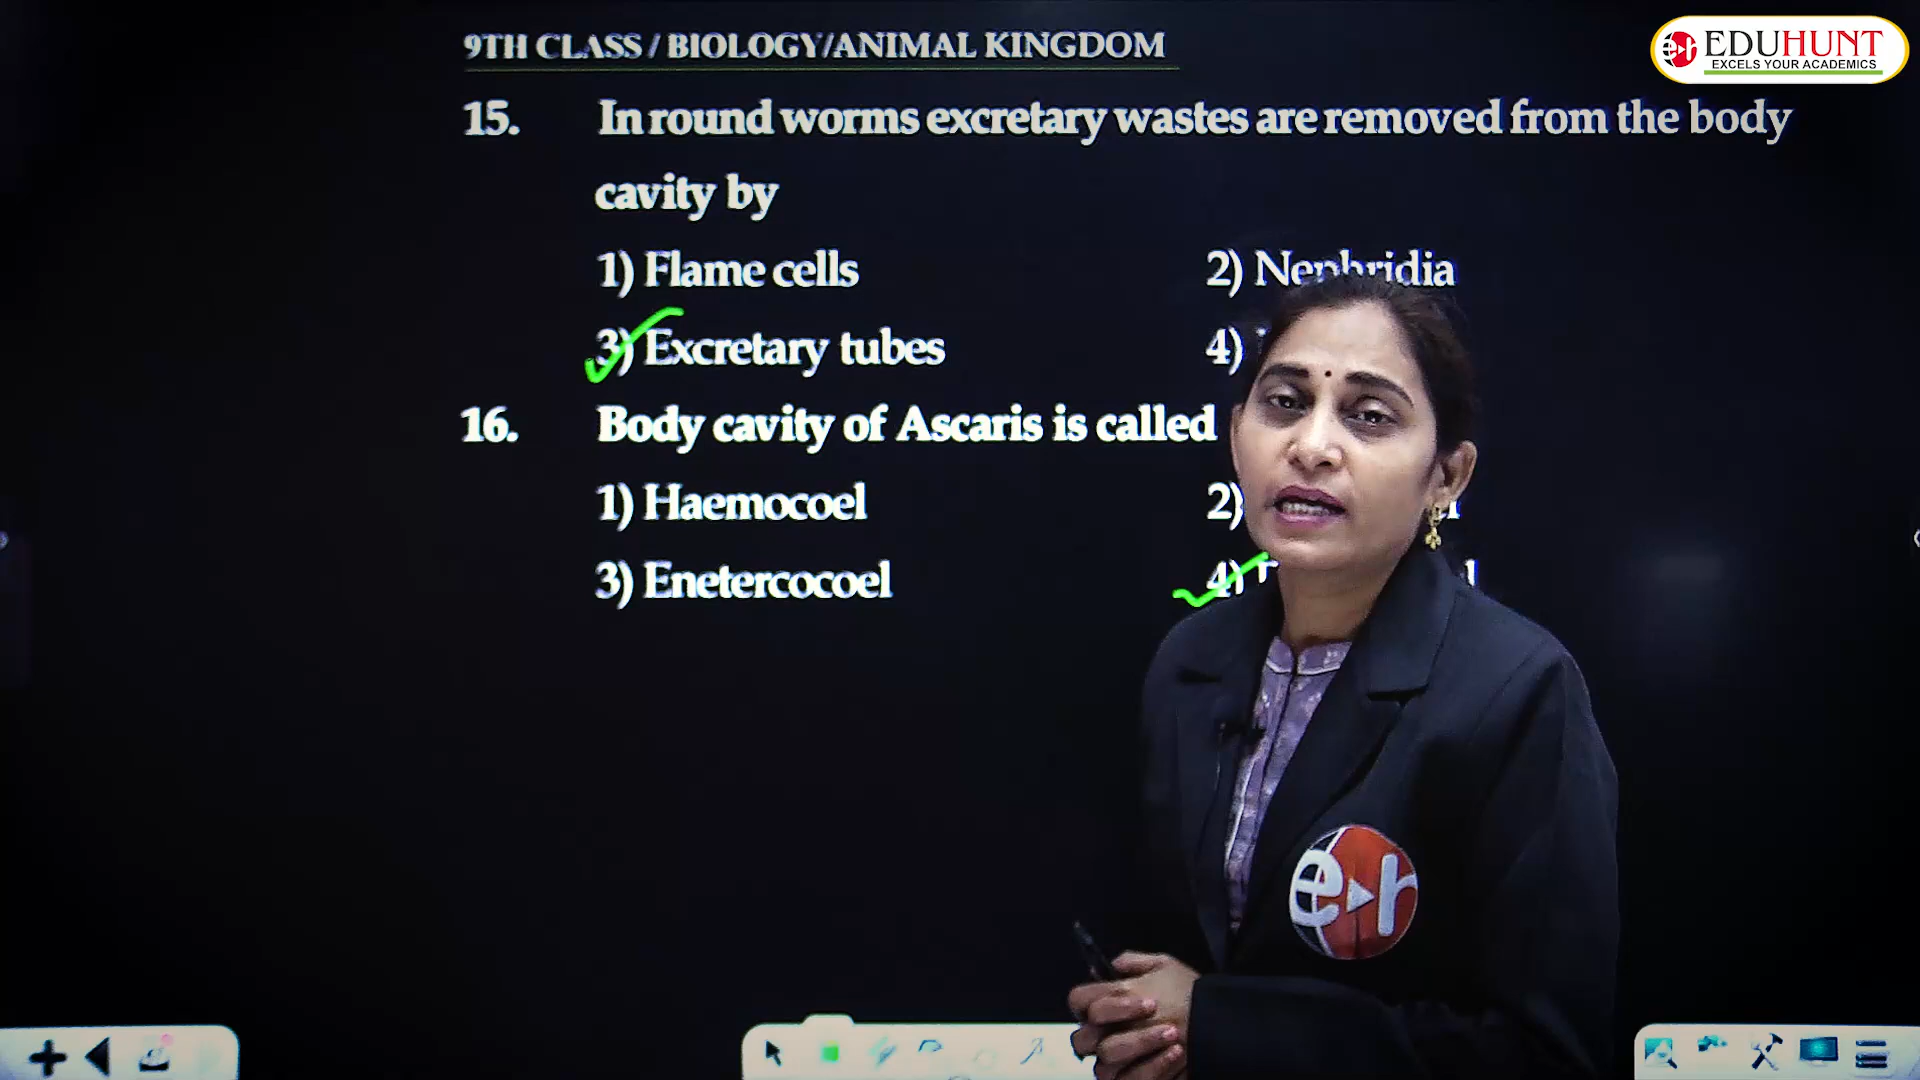 9TH CLASS / BIOLOGY/ANIMAL KINGDOM
EDUHUNT
EXCELS YOUR ACADEMICS
15. In round worms excretary wastes are removed from the body
cavity by
1) Flame cells 2) Nephridia
3) Excretary tubes 4)
16. Body cavity of Ascaris is called
1) Haemocoel 2)
3) Enetercocoel 4)